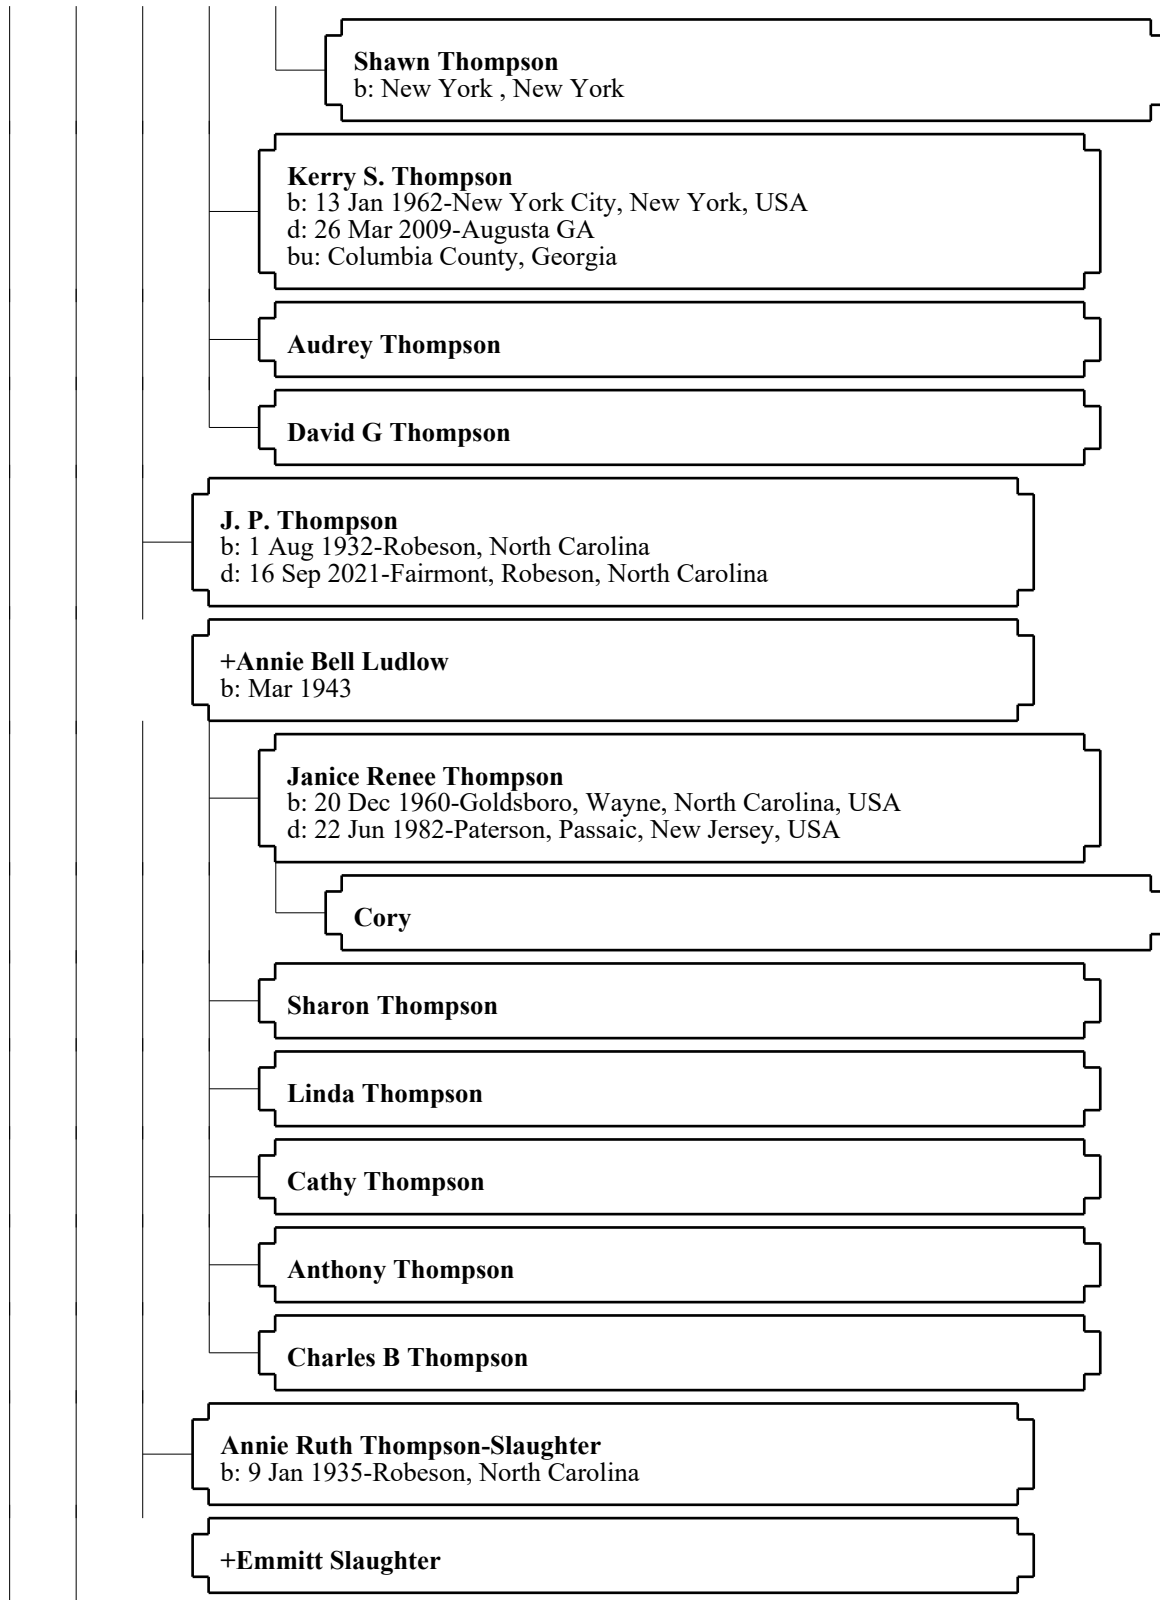 Shawn Thompson
b: New York , New York
Kerry S. Thompson
b: 13 Jan 1962-New York City, New York, USA
d: 26 Mar 2009-Augusta GA
bu: Columbia County, Georgia
Audrey Thompson
David G Thompson
J. P. Thompson
b: 1 Aug 1932-Robeson, North Carolina
d: 16 Sep 2021-Fairmont, Robeson, North Carolina
+Annie Bell Ludlow
b: Mar 1943
Janice Renee Thompson
b: 20 Dec 1960-Goldsboro, Wayne, North Carolina, USA
d: 22 Jun 1982-Paterson, Passaic, New Jersey, USA
Cory
Sharon Thompson
Linda Thompson
Cathy Thompson
Anthony Thompson
Charles B Thompson
Annie Ruth Thompson-Slaughter
b: 9 Jan 1935-Robeson, North Carolina
+Emmitt Slaughter